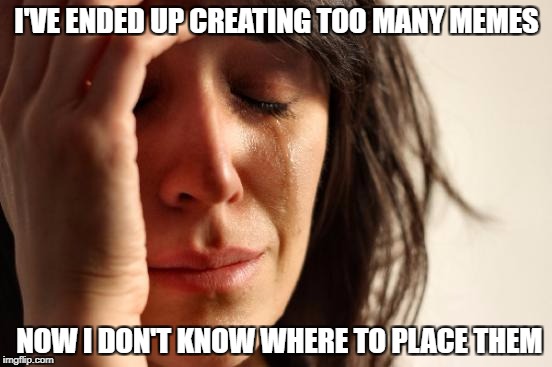 I'VE ENDED UP CREATING TOO MANY MEMES
NOW I DON'T KNOW WHERE TO PLACE THEM
imgflip.com